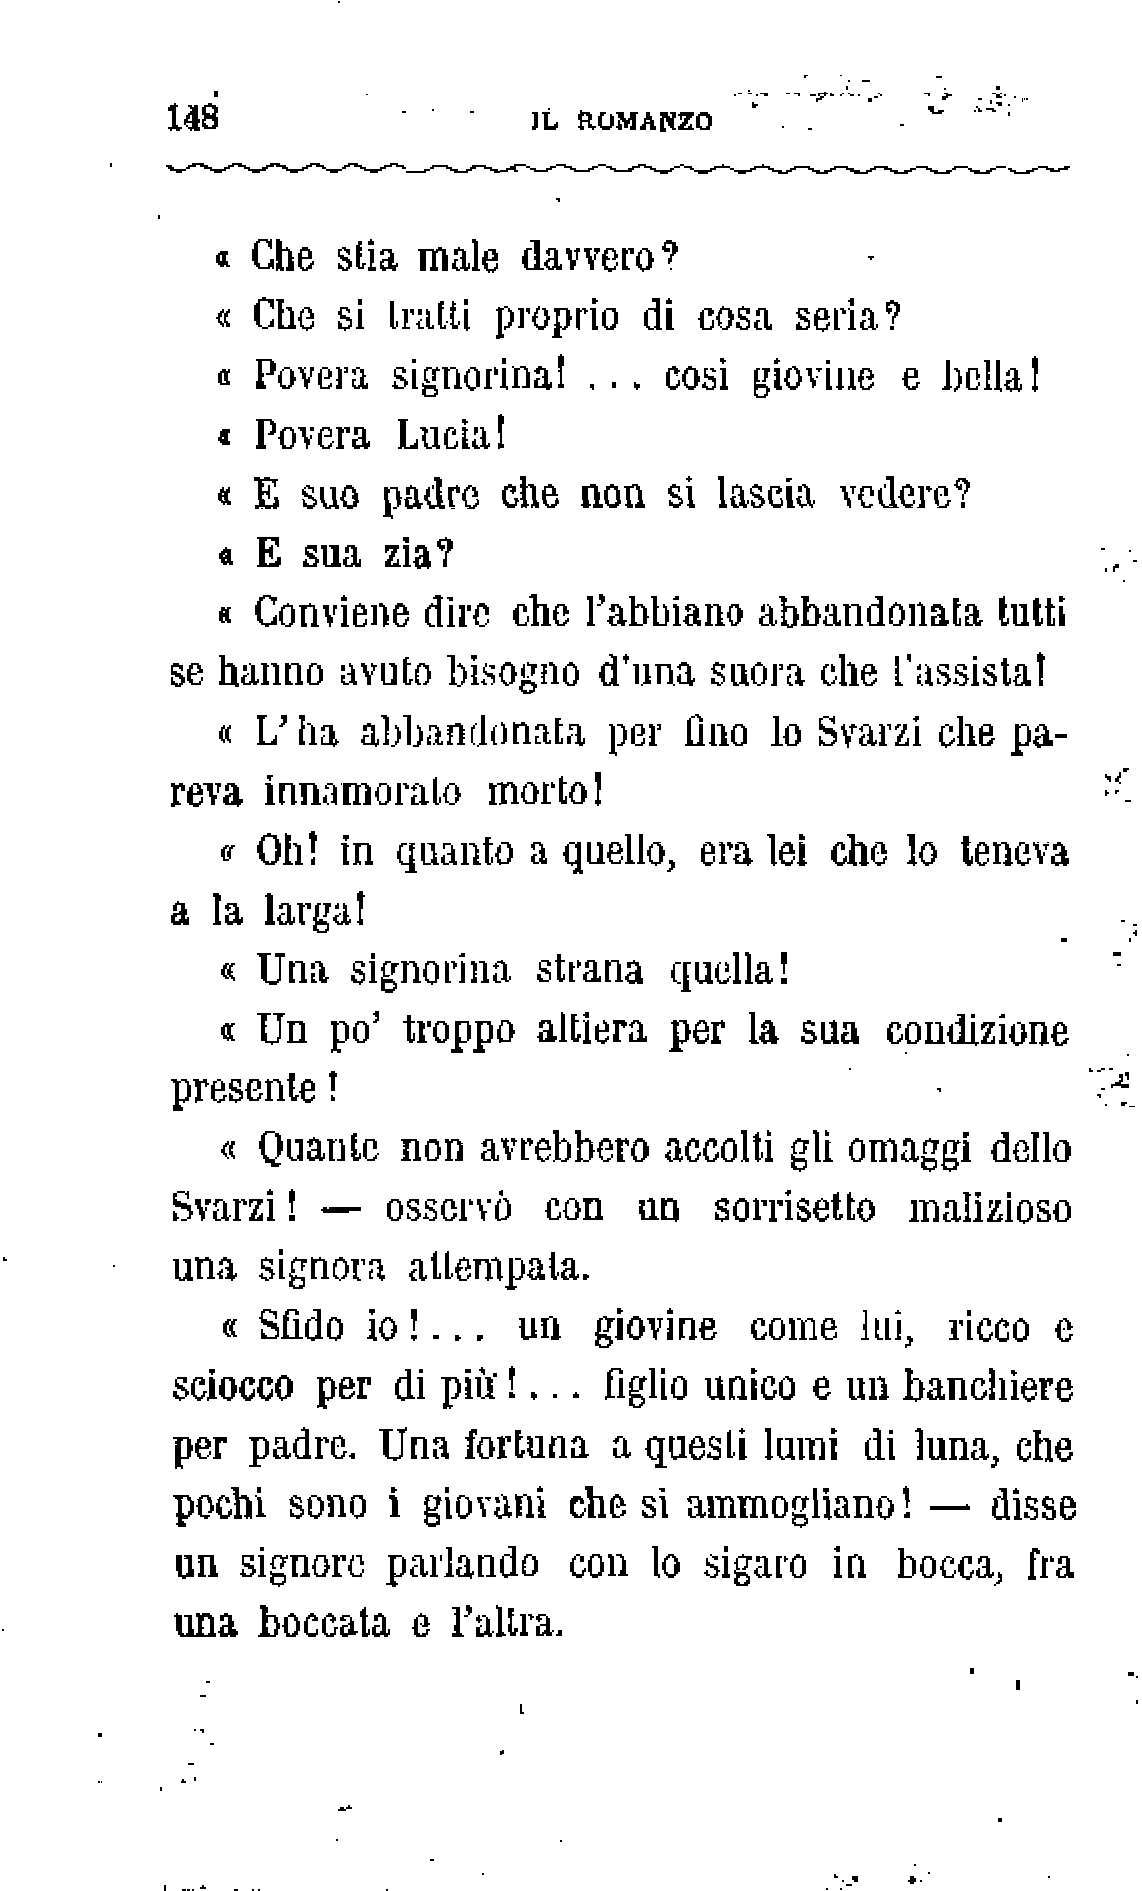 148 IL ROMANZO
« Che stia male davvero?
« Che si tratti proprio di cosa seria?
« Povera signorina! ... cosi giovine e bella!
« Povera Lucia!
« E suo padre che non si lascia vedere?
« E sua zia?
« Conviene dire che l'abbiano abbandonata tutti
se hanno avuto bisogno d'una suora che l'assista!
« L'ha abbandonata per fino lo Svarzi che pa-
reva innamorato morto!
« Oh! in quanto a quello, era lei che lo teneva
a la larga!
« Una signorina strana quella!
« Un po' troppo altiera per la sua condizione
presente!
« Quante non avrebbero accolti gli omaggi dello
Svarzi! — osservò con un sorrisetto malizioso
una signora attempata.
« Sfido io!... un giovine come lui, ricco e
sciocco per di più!... figlio unico e un banchiere
per padre. Una fortuna a questi lumi di luna, che
pochi sono i giovani che si ammogliano! — disse
un signore parlando con lo sigaro in bocca, fra
una boccata e l'altra.